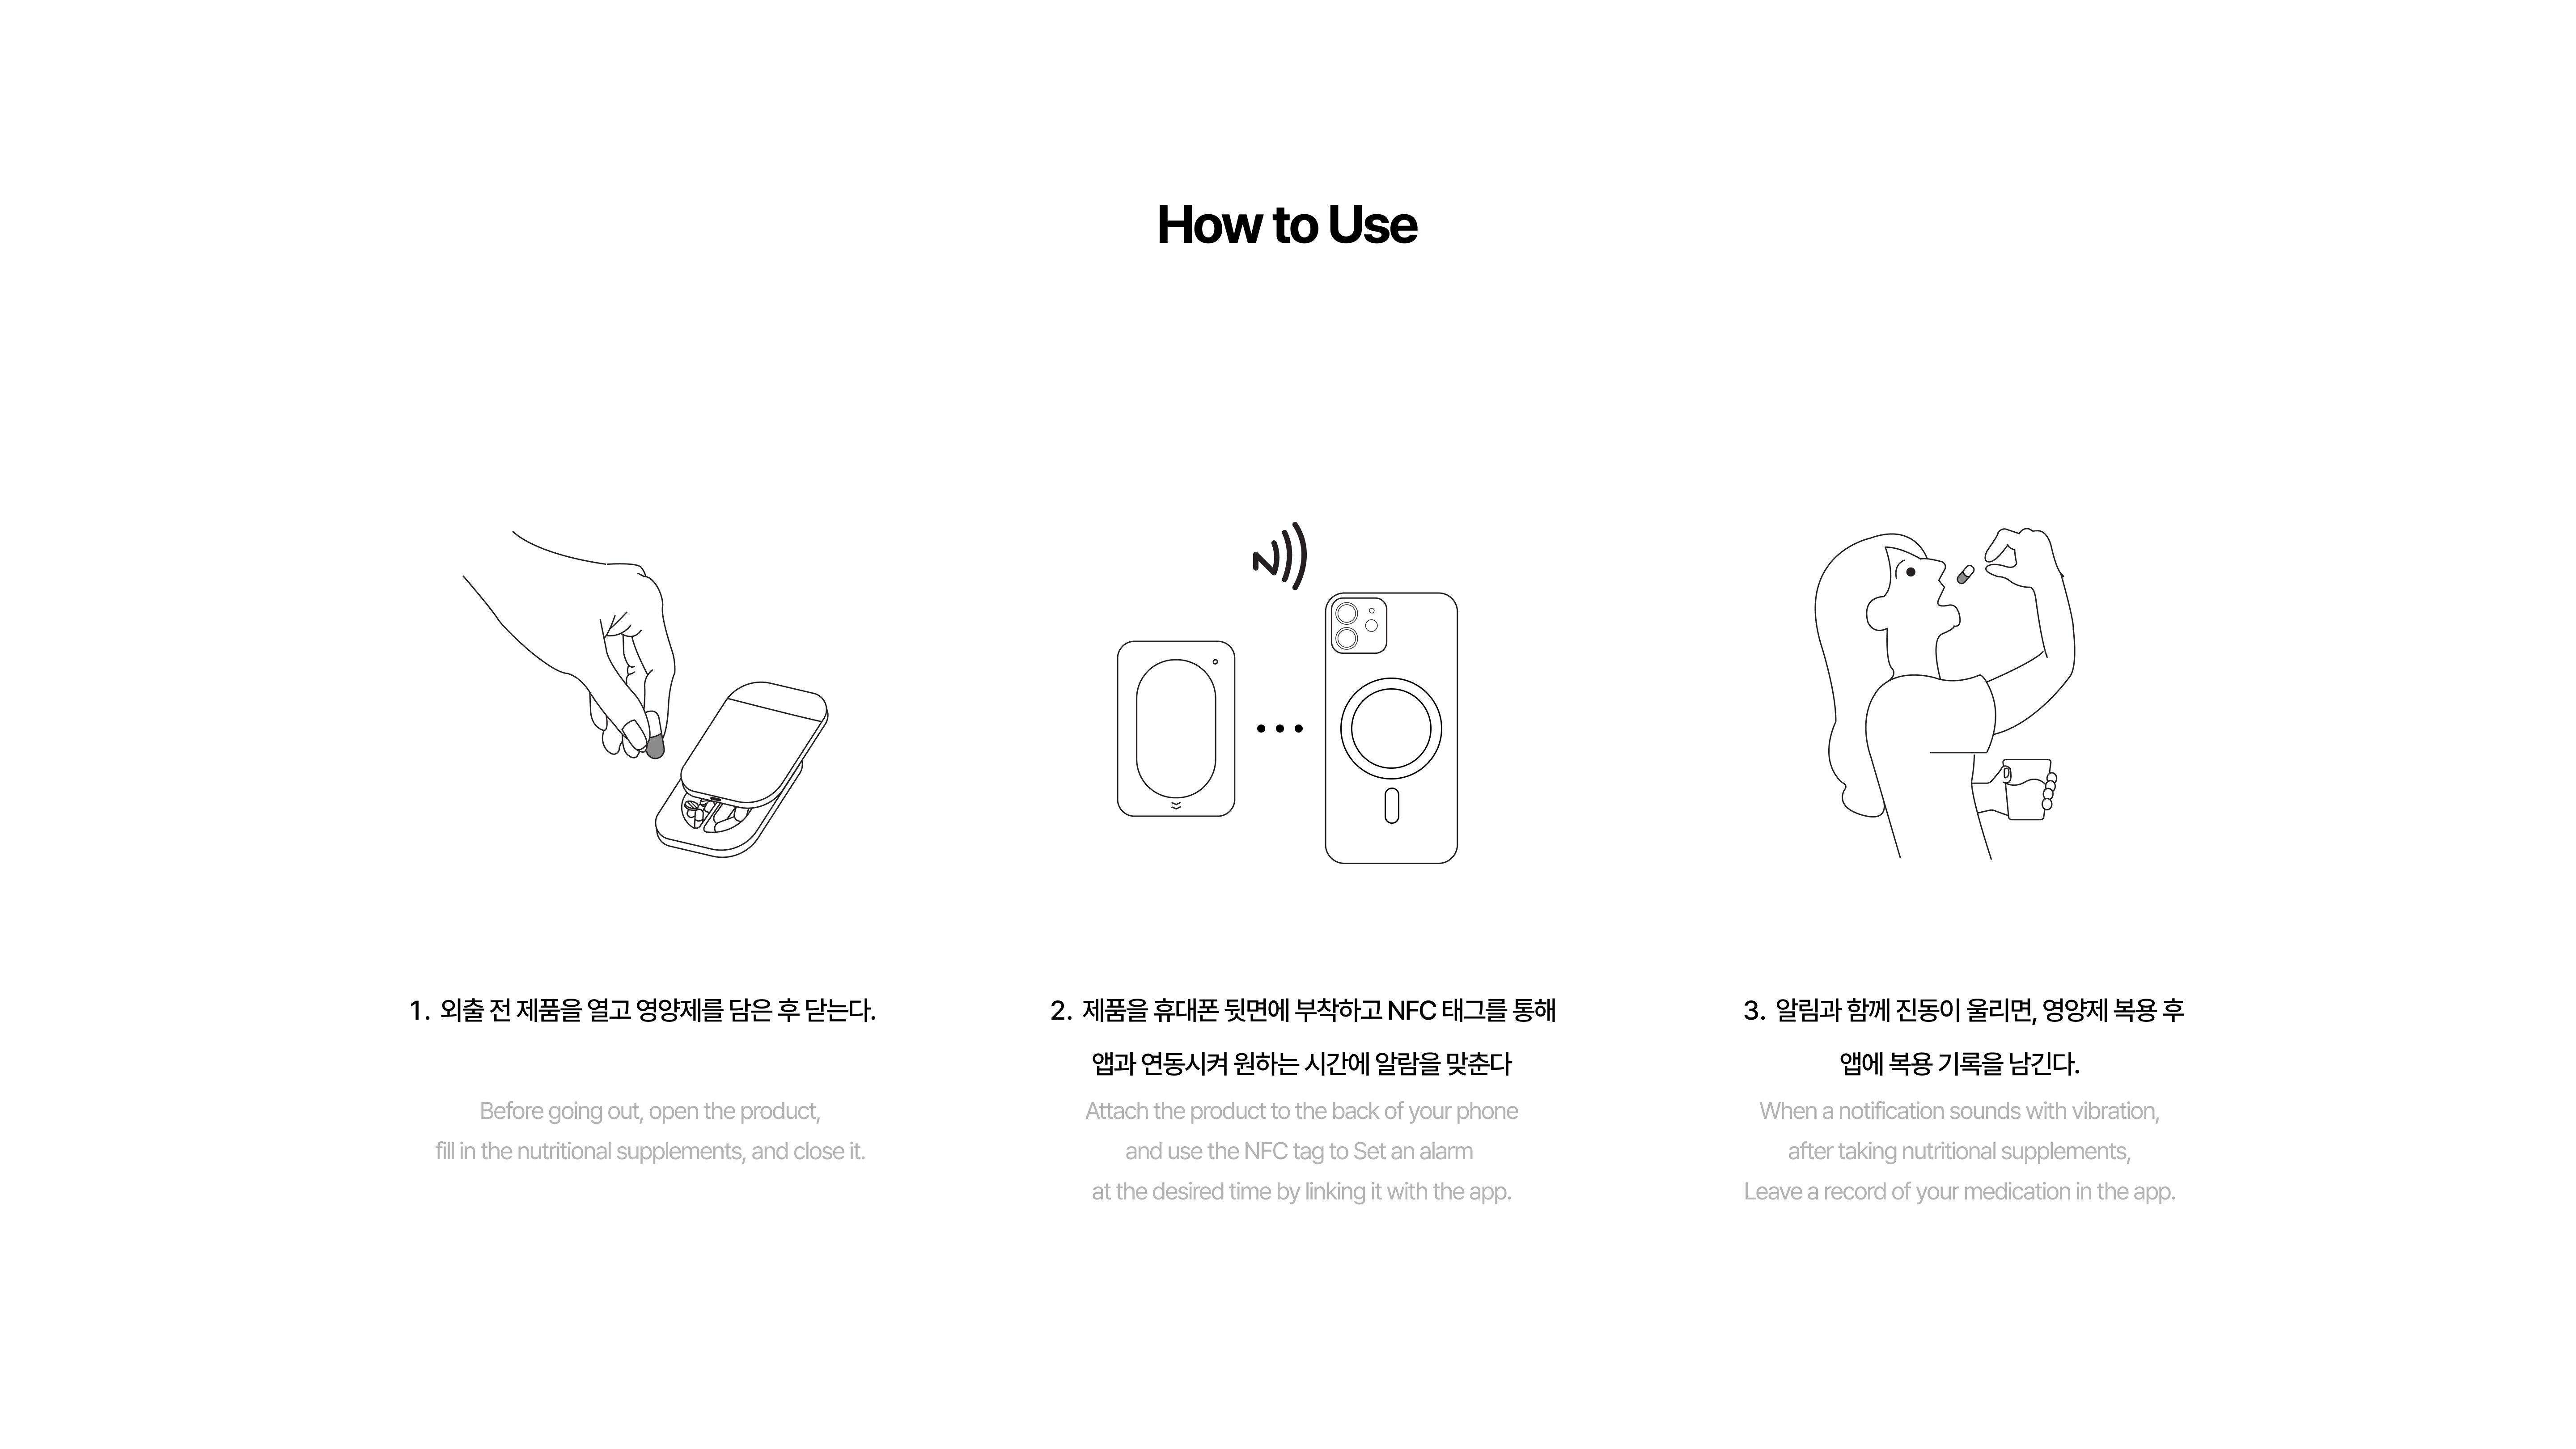 How to Use
1. 외출 전 제품을 열고 영양제를 담은 후 닫는다.
Before going out, open the product,
fill in the nutritional supplements, and close it.
2. 제품을 휴대폰 뒷면에 부착하고 NFC 태그를 통해
앱과 연동시켜 원하는 시간에 알람을 맞춘다
Attach the product to the back of your phone
and use the NFC tag to Set an alarm
at the desired time by linking it with the app.
3. 알림과 함께 진동이 울리면, 영양제 복용 후
앱에 복용 기록을 남긴다.
When a notification sounds with vibration,
after taking nutritional supplements,
Leave a record of your medication in the app.